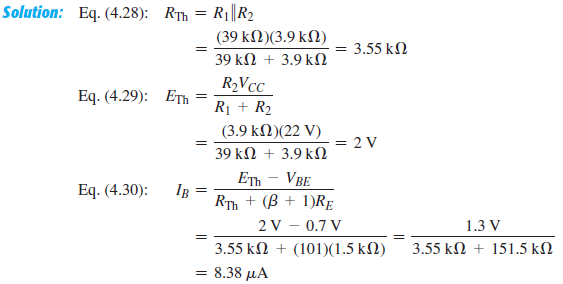 Solution: Eq. (4.28): R_Th = R_1 ‖ R_2
= (39 kΩ)(3.9 kΩ) / 39 kΩ + 3.9 kΩ = 3.55 kΩ
Eq. (4.29): E_Th = R_2V_CC / R_1 + R_2
= (3.9 kΩ)(22 V) / 39 kΩ + 3.9 kΩ = 2 V
Eq. (4.30): I_B = E_Th − V_BE / R_Th + (β + 1)R_E
= 2 V − 0.7 V / 3.55 kΩ + (101)(1.5 kΩ) = 1.3 V / 3.55 kΩ + 151.5 kΩ
= 8.38 μA